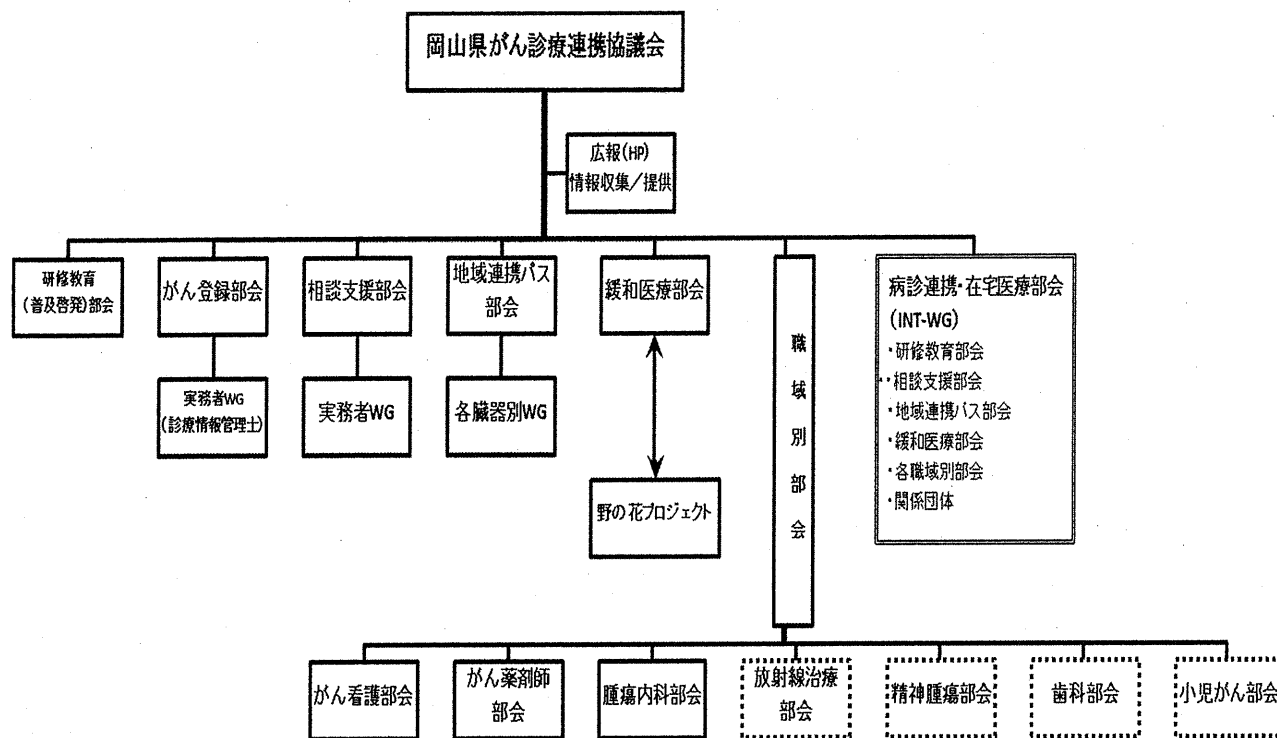 岡山県がん診療連携協議会
広報(HP)
情報収集／提供
研修教育
(普及啓発)部会
がん登録部会
相談支援部会
地域連携パス
部会
緩和医療部会
職域別部会
病診連携・在宅医療部会
(INT-WG)
・研修教育部会
・相談支援部会
・地域連携パス部会
・緩和医療部会
・各職域別部会
・関係団体
実務者WG
(診療情報管理士)
実務者WG
各臓器別WG
野の花プロジェクト
がん看護部会
がん薬剤師
部会
腫瘍内科部会
放射線治療
部会
精神腫瘍部会
歯科部会
小児がん部会